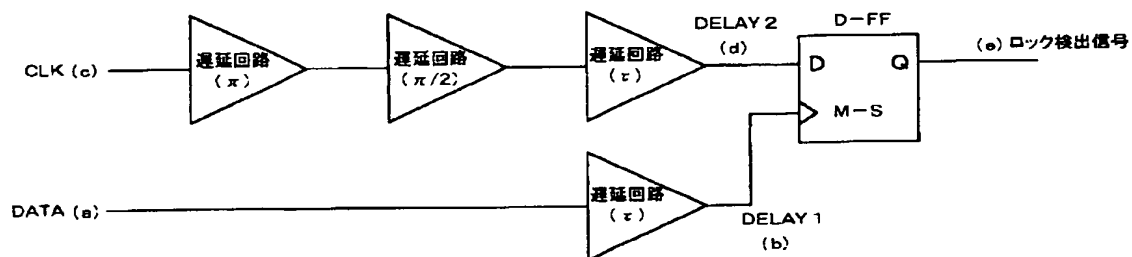 DELAY 2
(d)
D-FF
(e) ロック検出信号
CLK (c)
遅延回路
(π)
遅延回路
(π/2)
遅延回路
(τ)
D
Q
M-S
DATA (a)
遅延回路
(τ)
DELAY 1
(b)